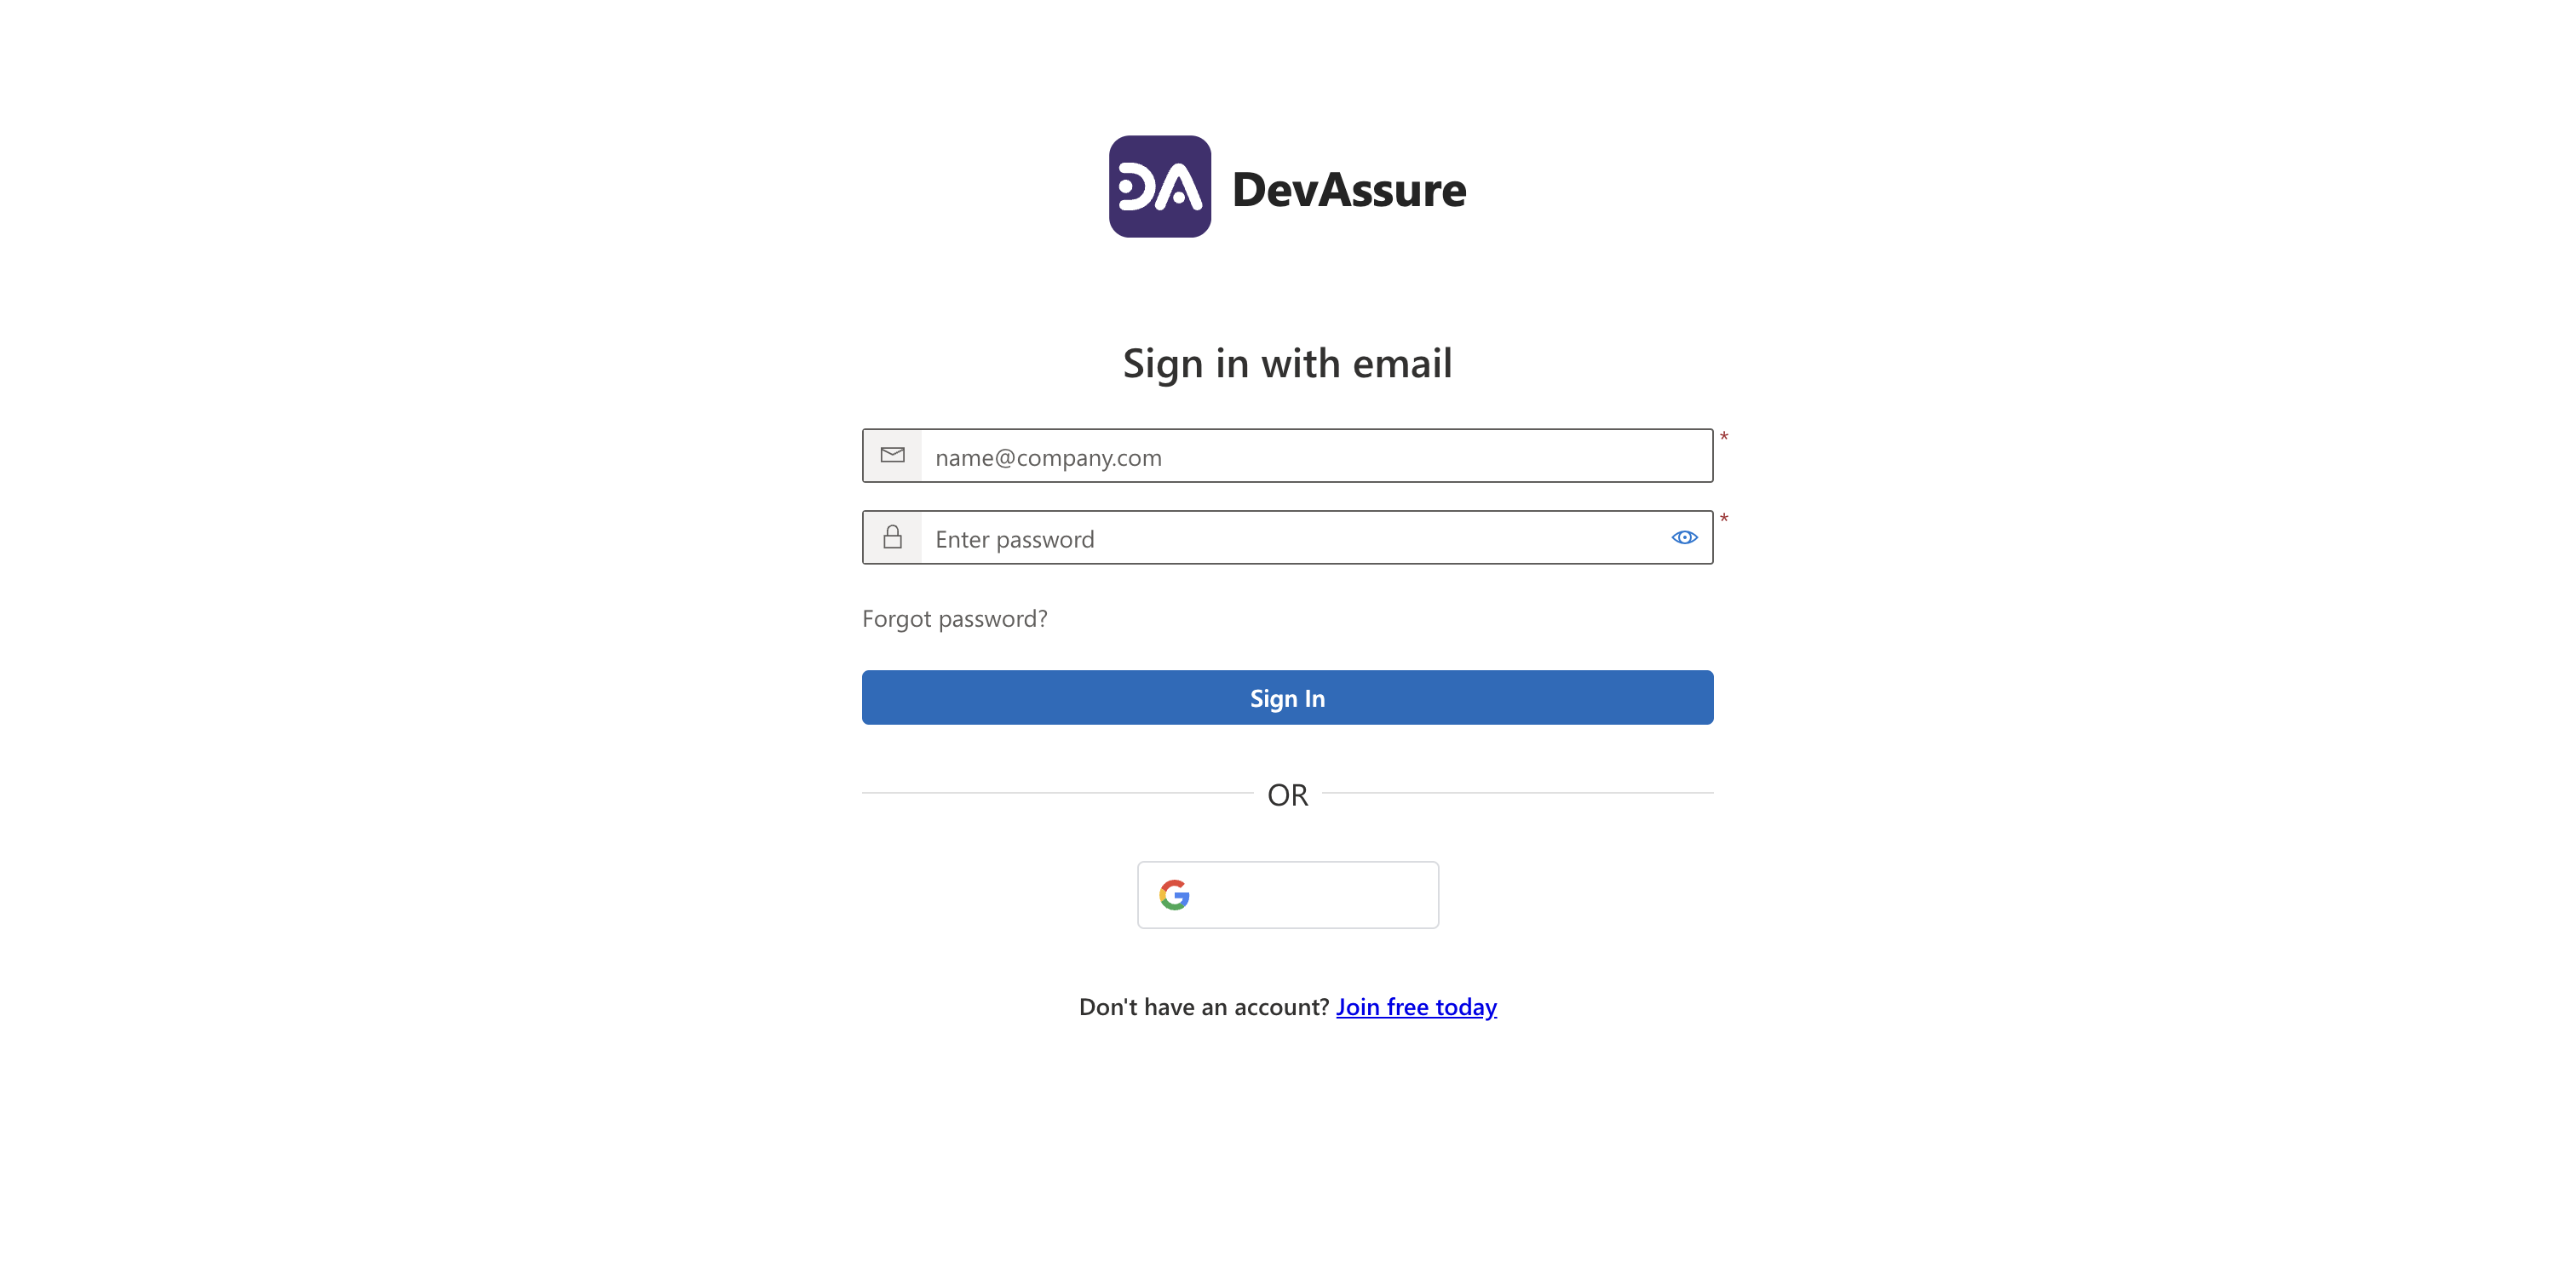 DA DevAssure
Sign in with email
name@company.com *
Enter password *
Forgot password?
Sign In
OR
G
Don't have an account? Join free today